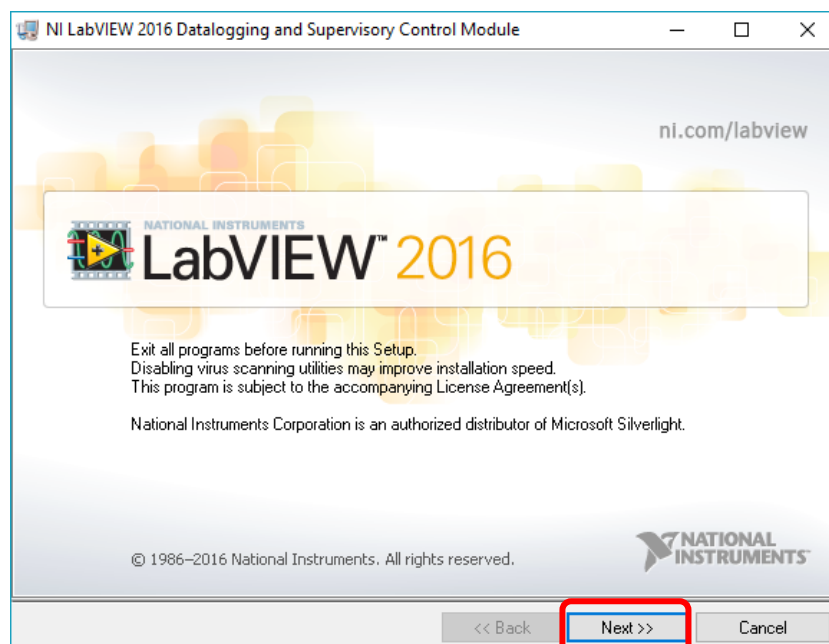 NI LabVIEW 2016 Datalogging and Supervisory Control Module
ni.com/labview
NATIONAL INSTRUMENTS
LabVIEW™ 2016
Exit all programs before running this Setup.
Disabling virus scanning utilities may improve installation speed.
This program is subject to the accompanying License Agreement(s).
National Instruments Corporation is an authorized distributor of Microsoft Silverlight.
© 1986–2016 National Instruments. All rights reserved.
NATIONAL
INSTRUMENTS™
<< Back Next >> Cancel